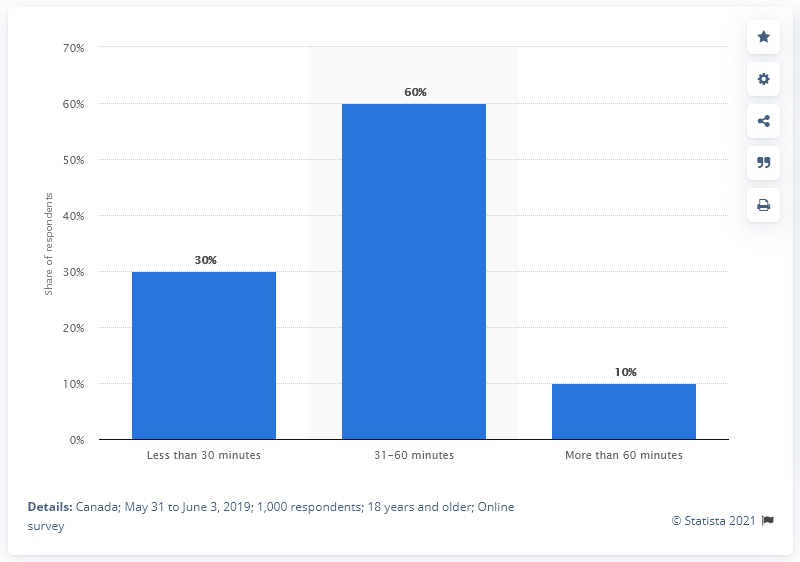 70%
60%
60%
50%
40%
Share of respondents
30%
30%
20%
10%
10%
0%
Less than 30 minutes
31-60 minutes
More than 60 minutes
Details: Canada; May 31 to June 3, 2019; 1,000 respondents; 18 years and older; Online
survey
© Statista 2021